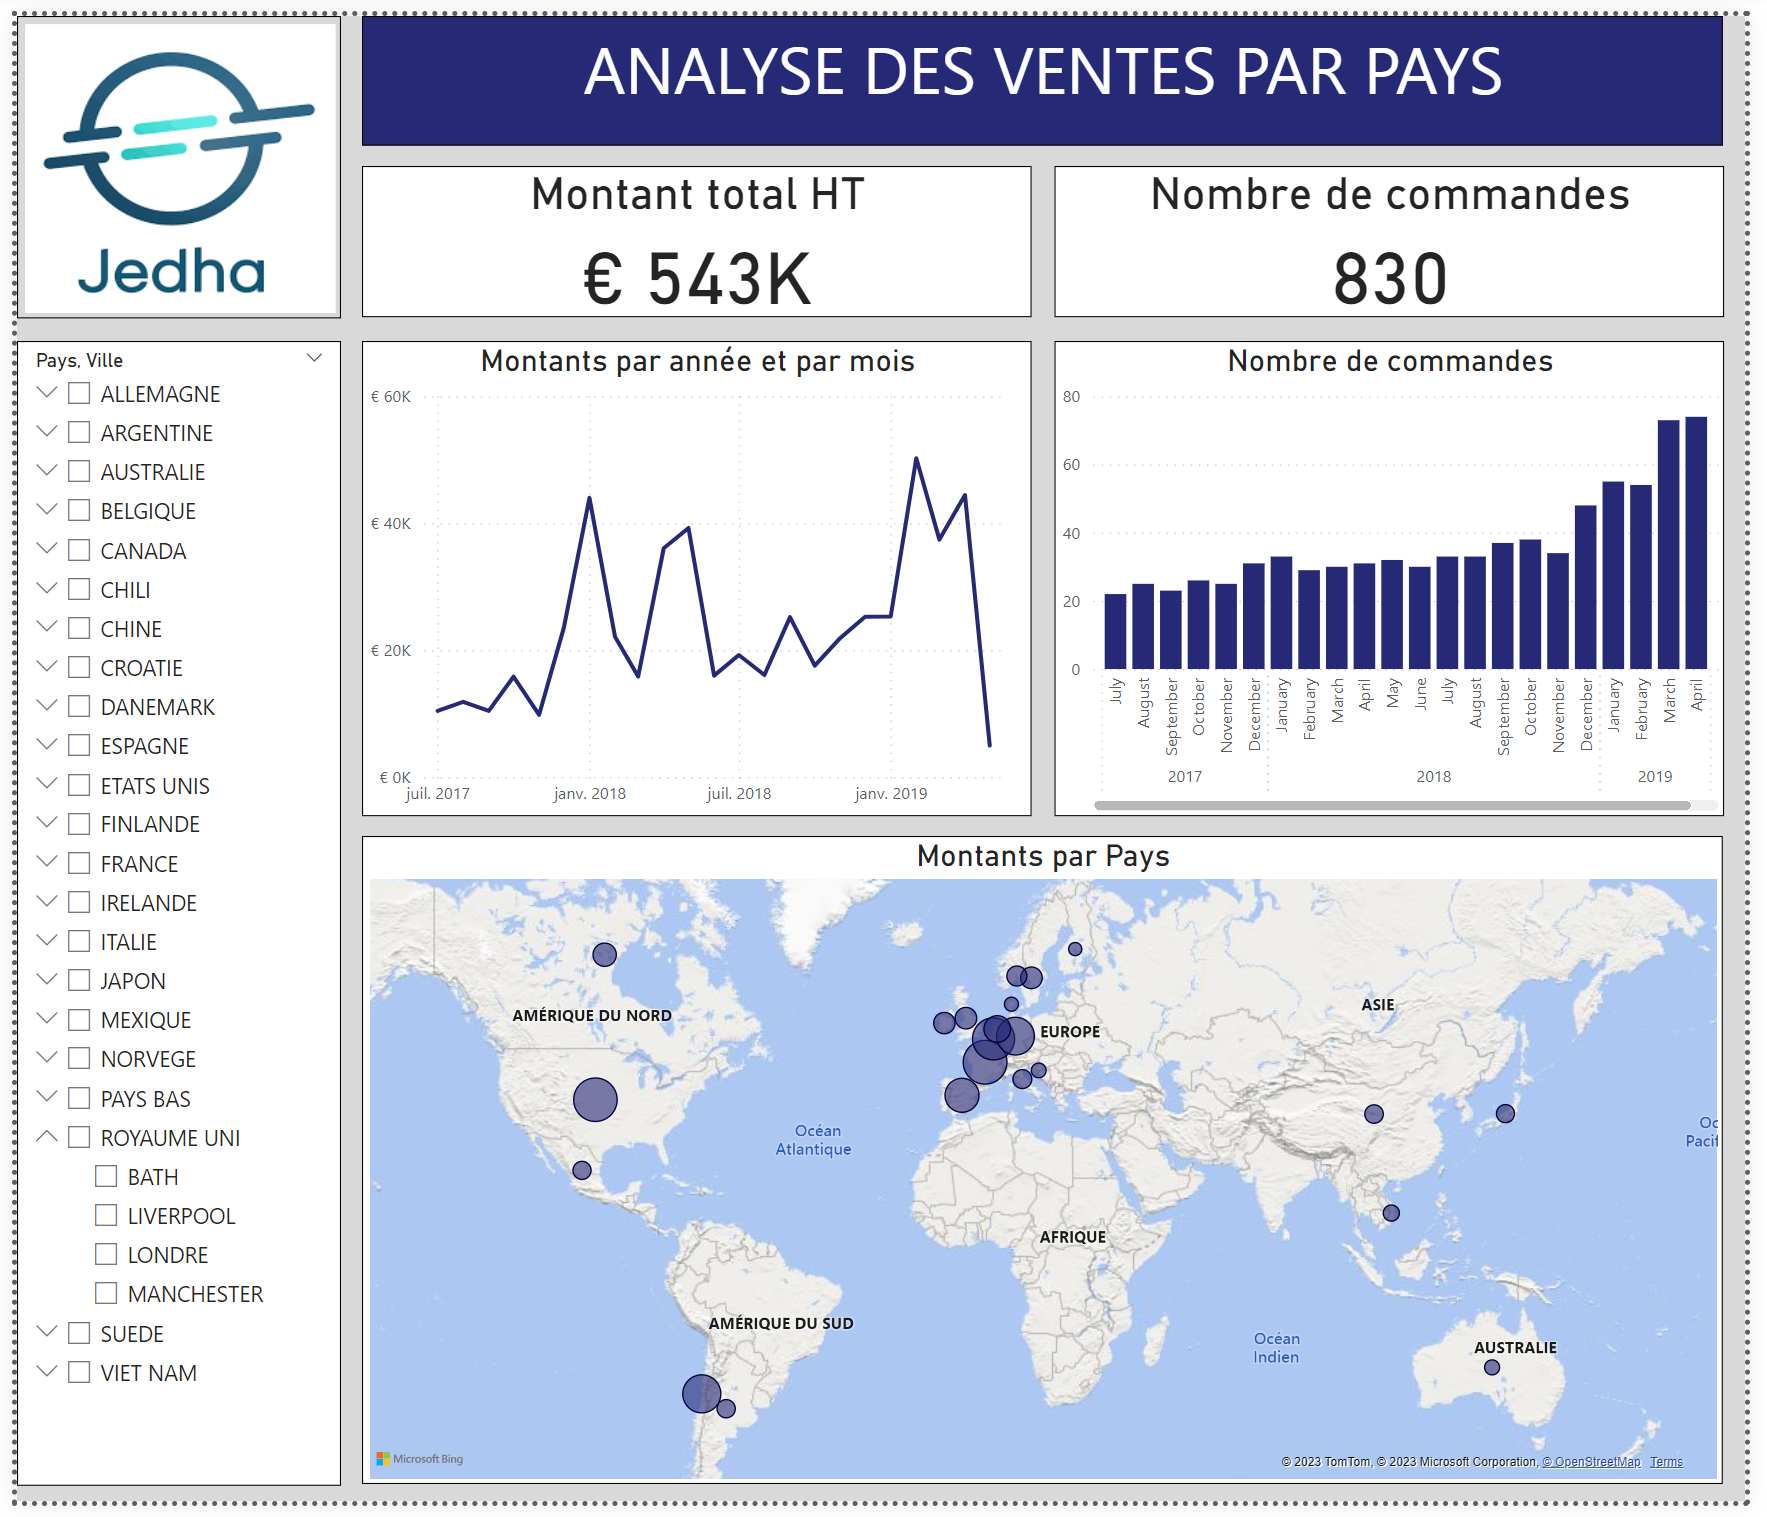 Jedha
ANALYSE DES VENTES PAR PAYS
Montant total HT
€ 543K
Nombre de commandes
830
Pays, Ville
ALLEMAGNE
ARGENTINE
AUSTRALIE
BELGIQUE
CANADA
CHILI
CHINE
CROATIE
DANEMARK
ESPAGNE
ETATS UNIS
FINLANDE
FRANCE
IRELANDE
ITALIE
JAPON
MEXIQUE
NORVEGE
PAYS BAS
ROYAUME UNI
BATH
LIVERPOOL
LONDRE
MANCHESTER
SUEDE
VIET NAM
Montants par année et par mois
€ 60K
€ 40K
€ 20K
€ 0K
juil. 2017 janv. 2018 juil. 2018 janv. 2019
Nombre de commandes
80
60
40
20
0
July
August
September
October
November
December
January
February
March
April
May
June
July
August
September
October
November
December
January
February
March
April
2017 2018 2019
Montants par Pays
AMÉRIQUE DU NORD
EUROPE
ASIE
Océan
Atlantique
Oc
Pacif
AFRIQUE
AMÉRIQUE DU SUD
Océan
Indien
AUSTRALIE
Microsoft Bing
© 2023 TomTom, © 2023 Microsoft Corporation, © OpenStreetMap Terms